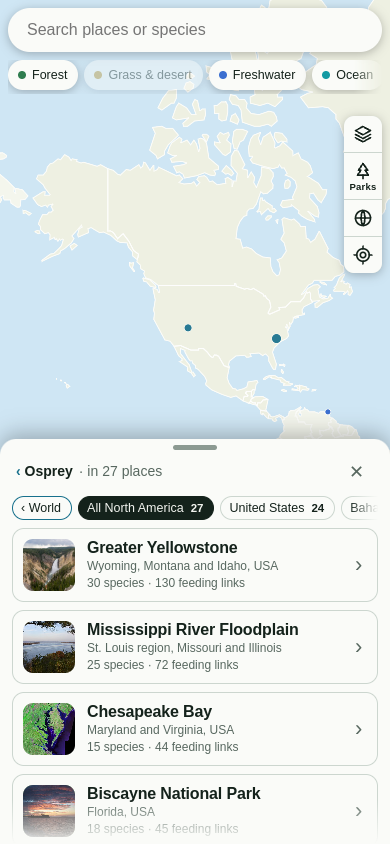 Search places or species
Forest
Grass & desert
Freshwater
Ocean
Parks
‹ Osprey · in 27 places
‹ World
All North America 27
United States 24
Greater Yellowstone
Wyoming, Montana and Idaho, USA
30 species · 130 feeding links
Mississippi River Floodplain
St. Louis region, Missouri and Illinois
25 species · 72 feeding links
Chesapeake Bay
Maryland and Virginia, USA
15 species · 44 feeding links
Biscayne National Park
Florida, USA
18 species · 45 feeding links